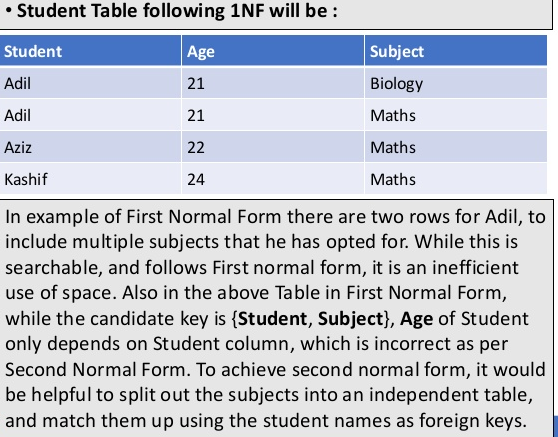 • Student Table following 1NF will be :
Student Age Subject
Adil 21 Biology
Adil 21 Maths
Aziz 22 Maths
Kashif 24 Maths
In example of First Normal Form there are two rows for Adil, to
include multiple subjects that he has opted for. While this is
searchable, and follows First normal form, it is an inefficient
use of space. Also in the above Table in First Normal Form,
while the candidate key is {Student, Subject}, Age of Student
only depends on Student column, which is incorrect as per
Second Normal Form. To achieve second normal form, it would
be helpful to split out the subjects into an independent table,
and match them up using the student names as foreign keys.